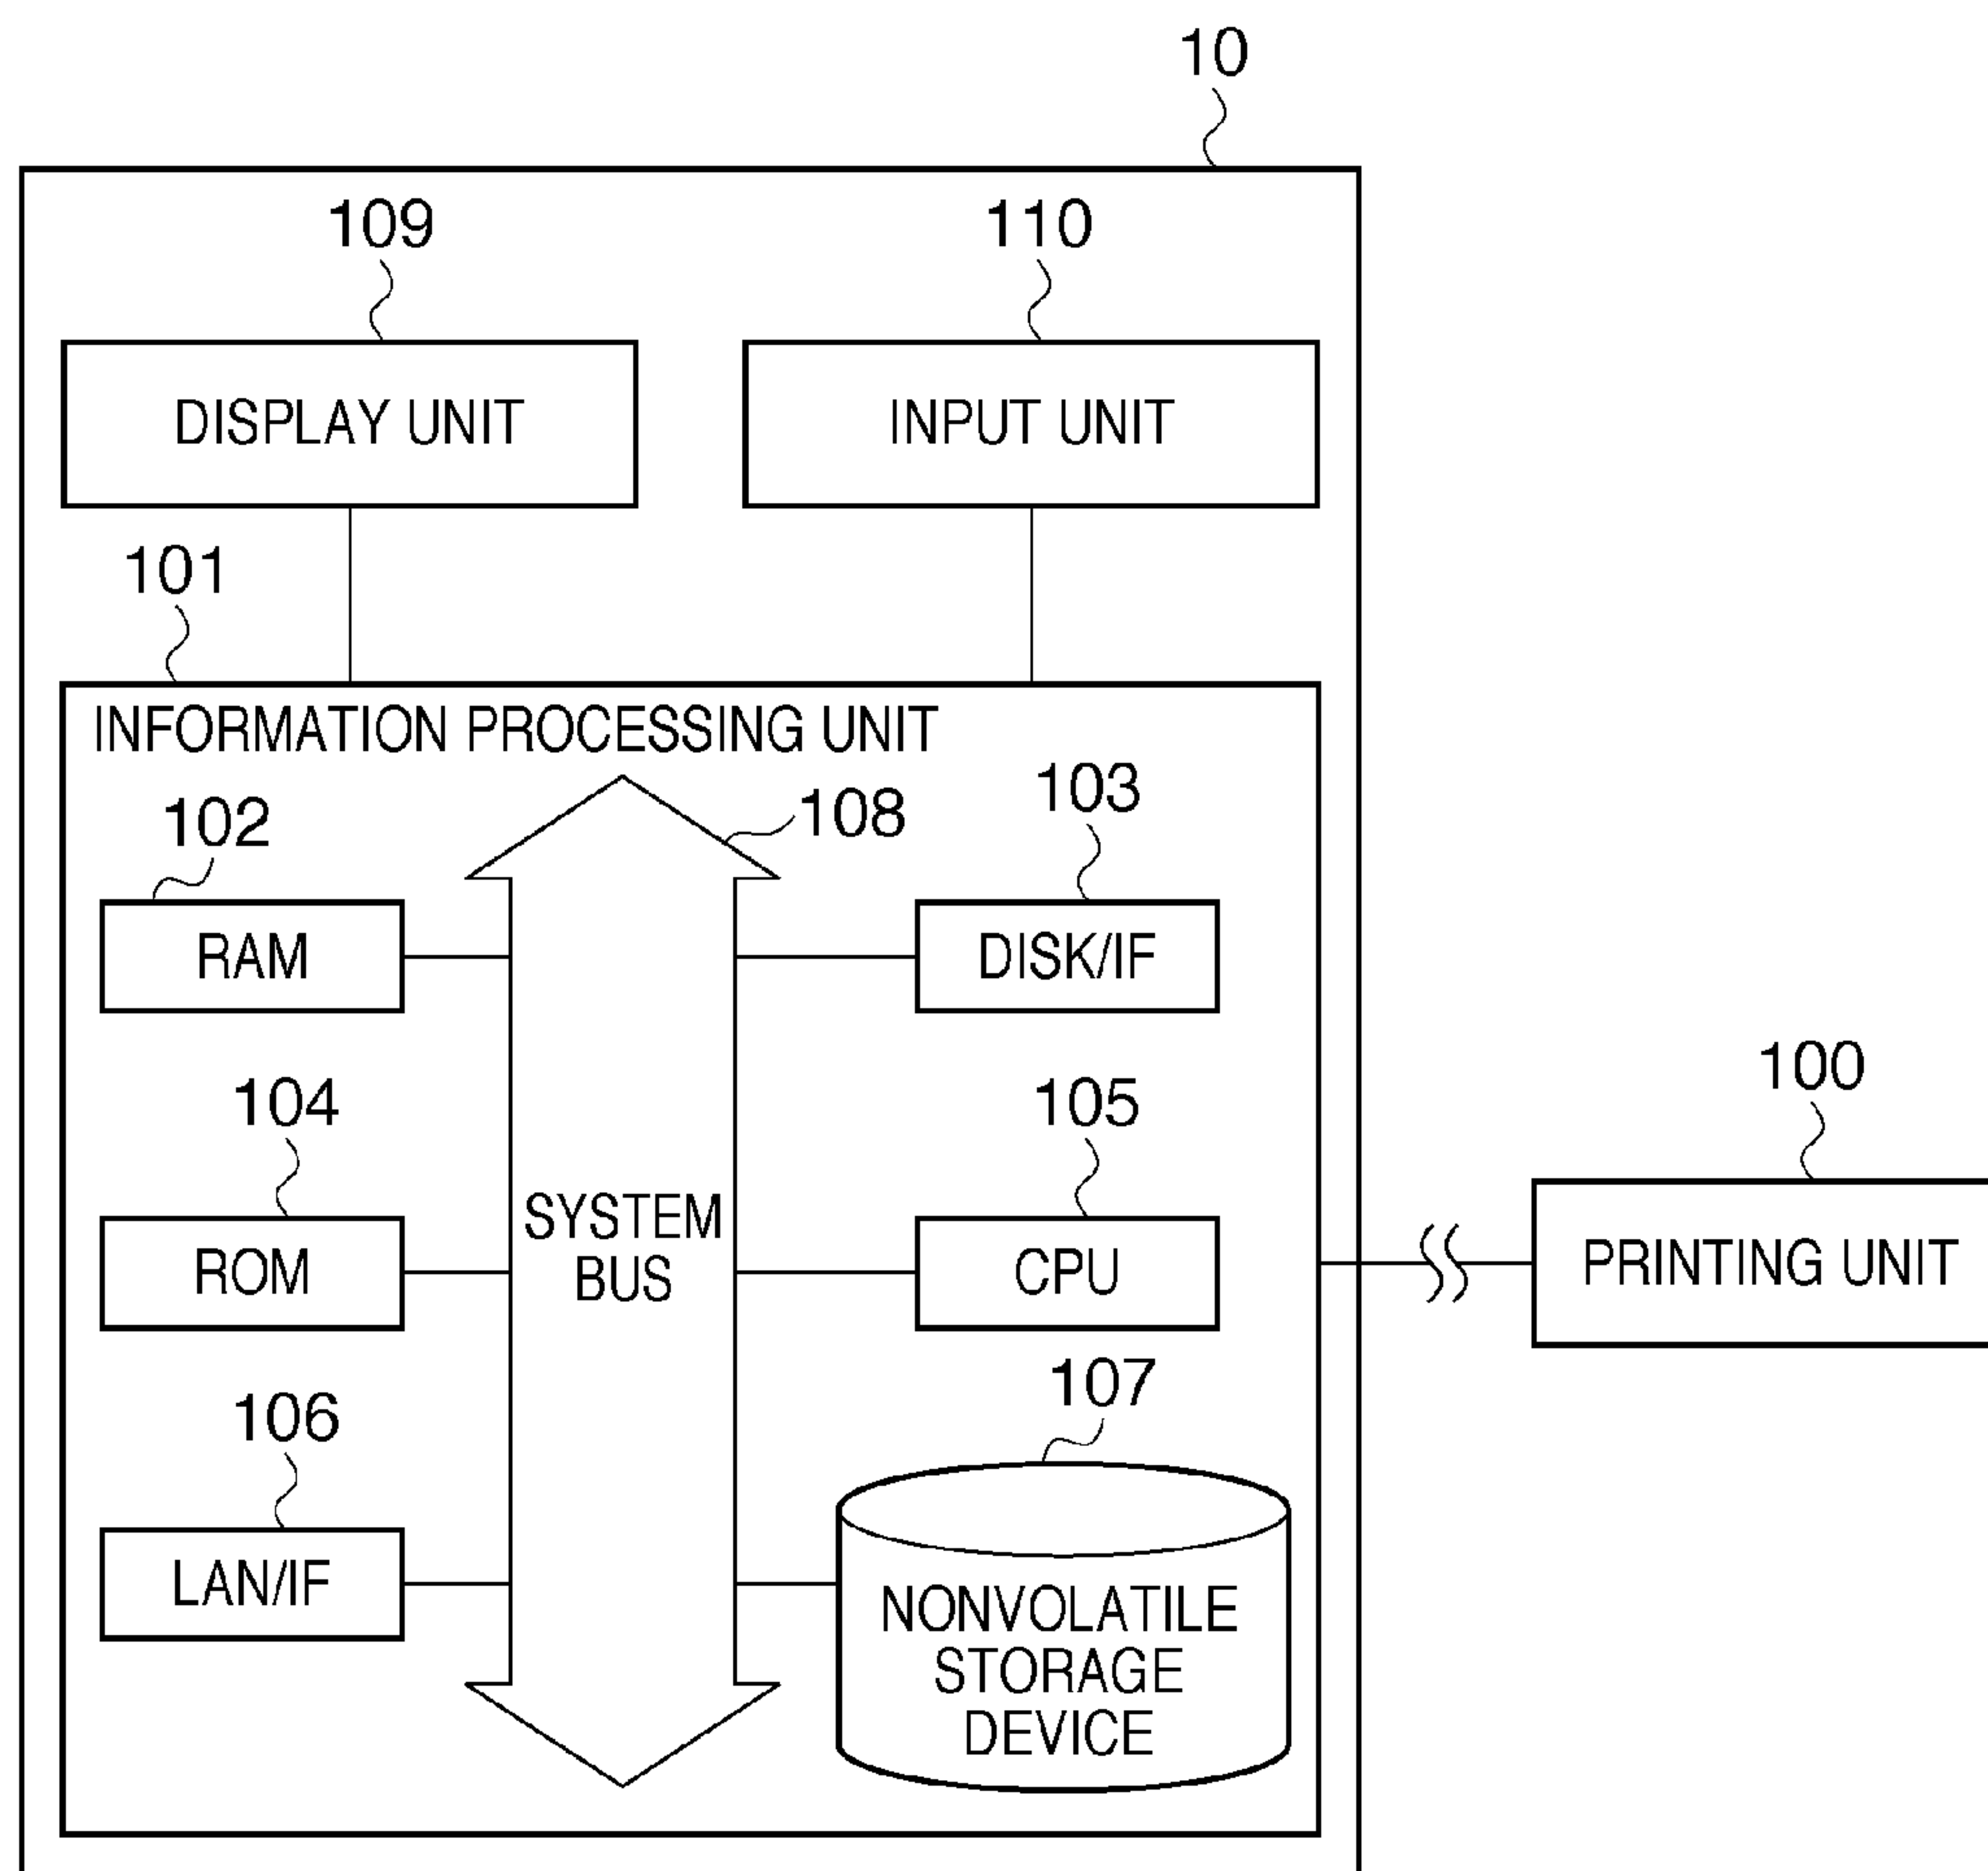 10
109
110
DISPLAY UNIT
INPUT UNIT
101
INFORMATION PROCESSING UNIT
102
108
103
RAM
DISK/IF
104
105
100
ROM
SYSTEM
BUS
CPU
PRINTING UNIT
106
107
LAN/IF
NONVOLATILE
STORAGE
DEVICE